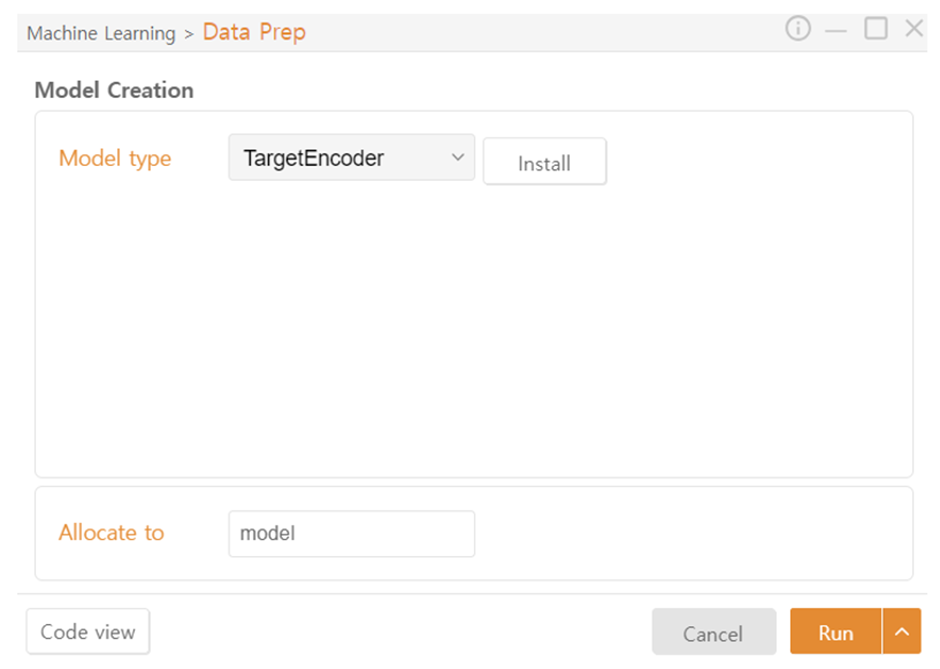 Machine Learning > Data Prep
Model Creation
Model type TargetEncoder Install
Allocate to model
Code view Cancel Run